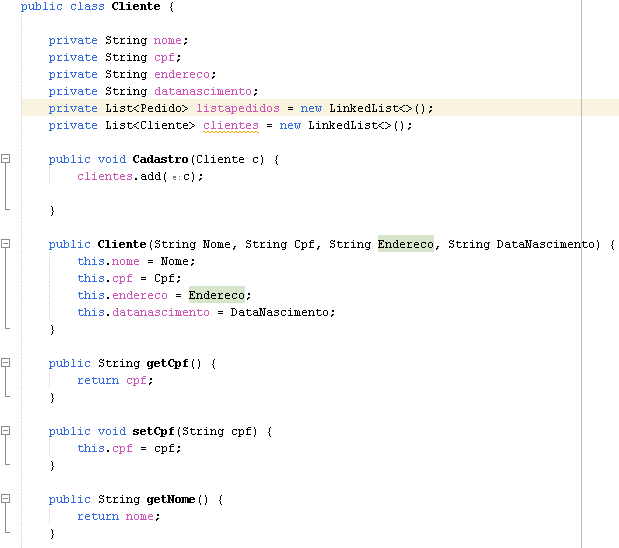 public class Cliente {
private String nome;
private String cpf;
private String endereco;
private String datanascimento;
private List<Pedido> listapedidos = new LinkedList<>();
private List<Cliente> clientes = new LinkedList<>();
public void Cadastro(Cliente c) {
clientes.add( e: c);
}
public Cliente(String Nome, String Cpf, String Endereco, String DataNascimento) {
this.nome = Nome;
this.cpf = Cpf;
this.endereco = Endereco;
this.datanascimento = DataNascimento;
}
public String getCpf() {
return cpf;
}
public void setCpf(String cpf) {
this.cpf = cpf;
}
public String getNome() {
return nome;
}